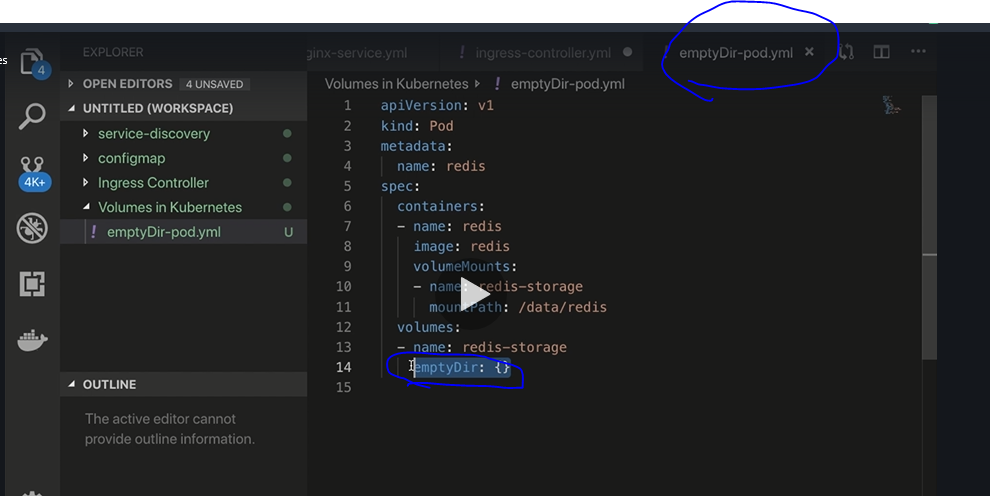 es
EXPLORER
ginx-service.yml ! ingress-controller.yml ● emptyDir-pod.yml × ...
4
OPEN EDITORS 4 UNSAVED
Volumes in Kubernetes ! emptyDir-pod.yml
UNTITLED (WORKSPACE)
service-discovery
configmap
4K+
Ingress Controller
Volumes in Kubernetes
! emptyDir-pod.yml U
1 apiVersion: v1
2 kind: Pod
3 metadata:
4 name: redis
5 spec:
6 containers:
7 - name: redis
8 image: redis
9 volumeMounts:
10 - name: redis-storage
11 mountPath: /data/redis
12 volumes:
13 - name: redis-storage
14 emptyDir: {}
15
OUTLINE
The active editor cannot
provide outline information.